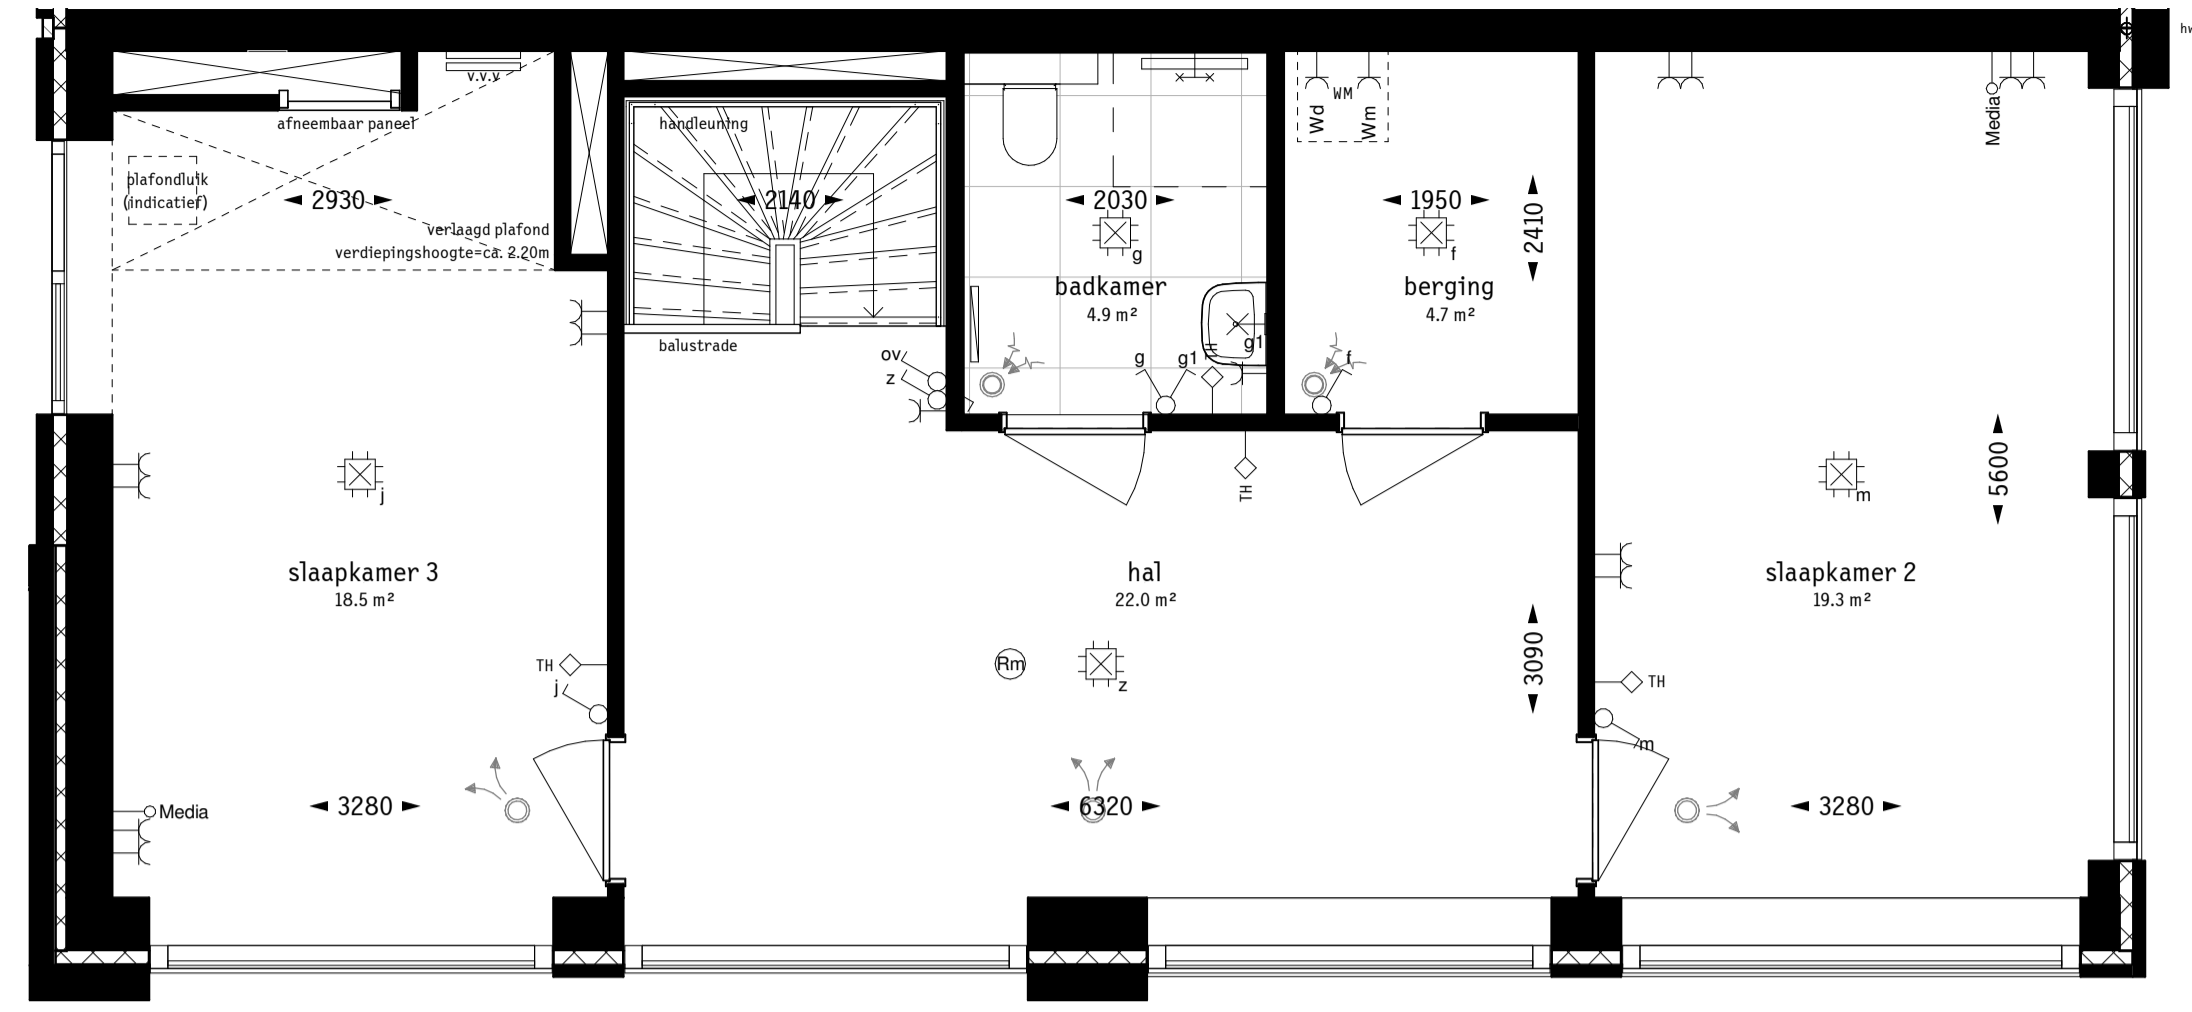 hw
v.v.v
afneembaar paneel
handleuning
WM
Wd
Wm
Media
plafondluik
(indicatief)
2930
2140
2030
1950
2410
verlaagd plafond
verdiepingshoogte=ca. 2.20m
g
f
badkamer
4.9 m²
berging
4.7 m²
balustrade
ov
z
g
g1
g1
f
TH
j
m
5600
slaapkamer 3
18.5 m²
hal
22.0 m²
slaapkamer 2
19.3 m²
TH
j
Rm
z
3090
TH
m
Media
3280
6320
3280